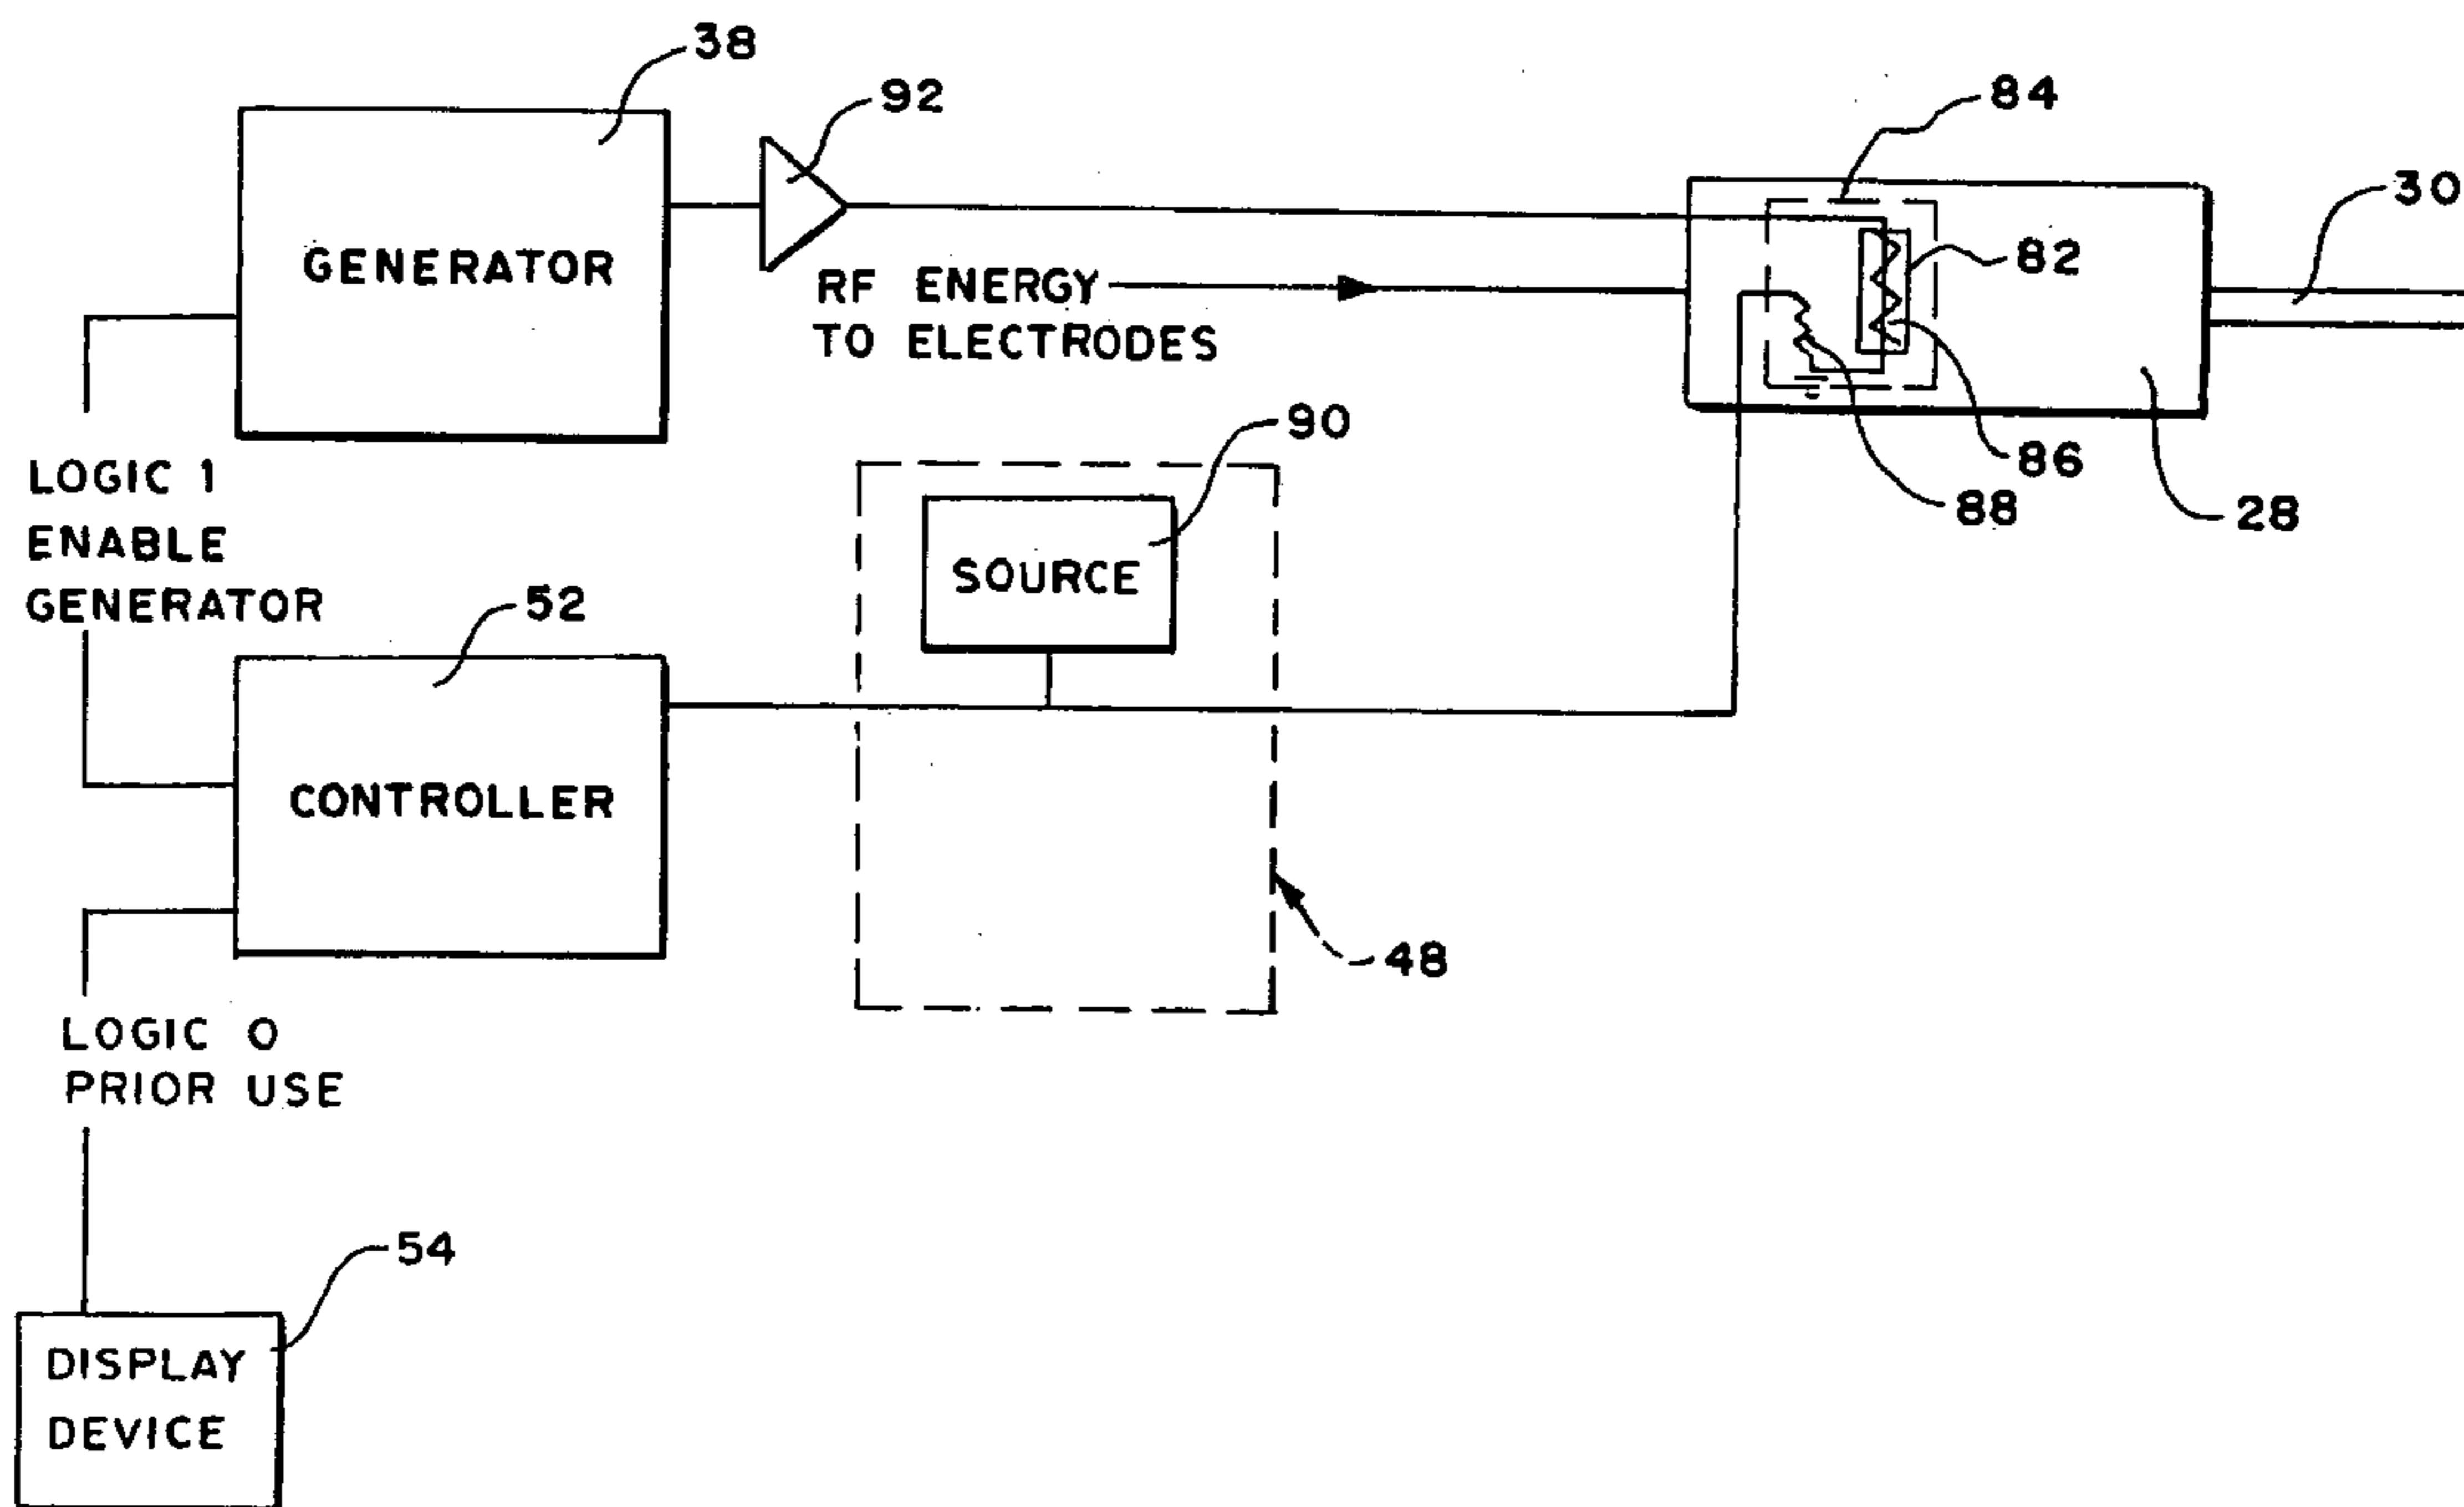 38
92
84
30
GENERATOR
82
RF ENERGY
TO ELECTRODES
90
86
88
28
LOGIC 1
ENABLE
GENERATOR
SOURCE
52
CONTROLLER
48
LOGIC 0
PRIOR USE
54
DISPLAY
DEVICE